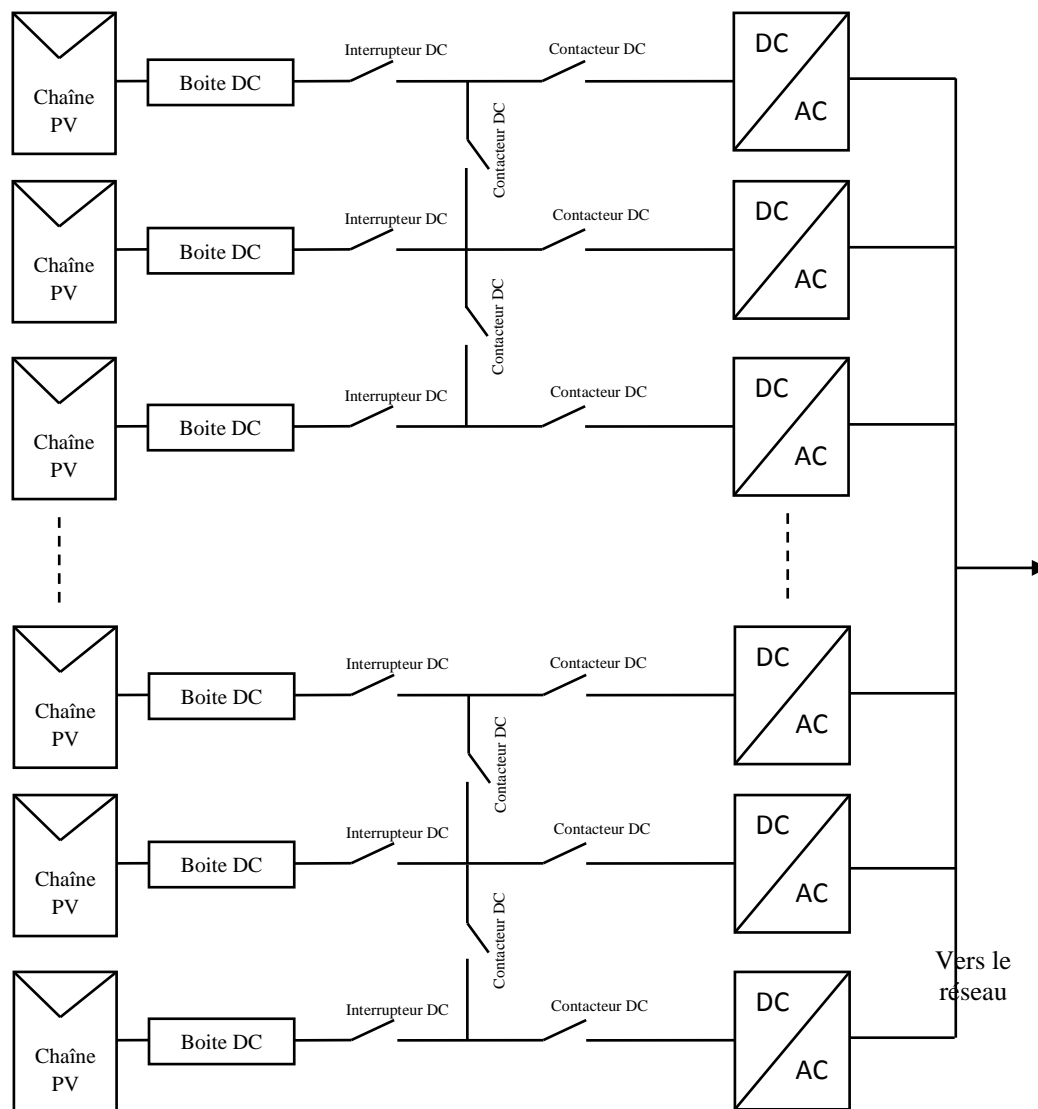 Chaîne
PV
Boite DC
Interrupteur DC
Contacteur DC
Contacteur DC
DC
AC
Chaîne
PV
Boite DC
Interrupteur DC
Contacteur DC
Contacteur DC
DC
AC
Chaîne
PV
Boite DC
Interrupteur DC
Contacteur DC
DC
AC
Chaîne
PV
Boite DC
Interrupteur DC
Contacteur DC
Contacteur DC
DC
AC
Chaîne
PV
Boite DC
Interrupteur DC
Contacteur DC
Contacteur DC
DC
AC
Chaîne
PV
Boite DC
Interrupteur DC
Contacteur DC
DC
AC
Vers le
réseau